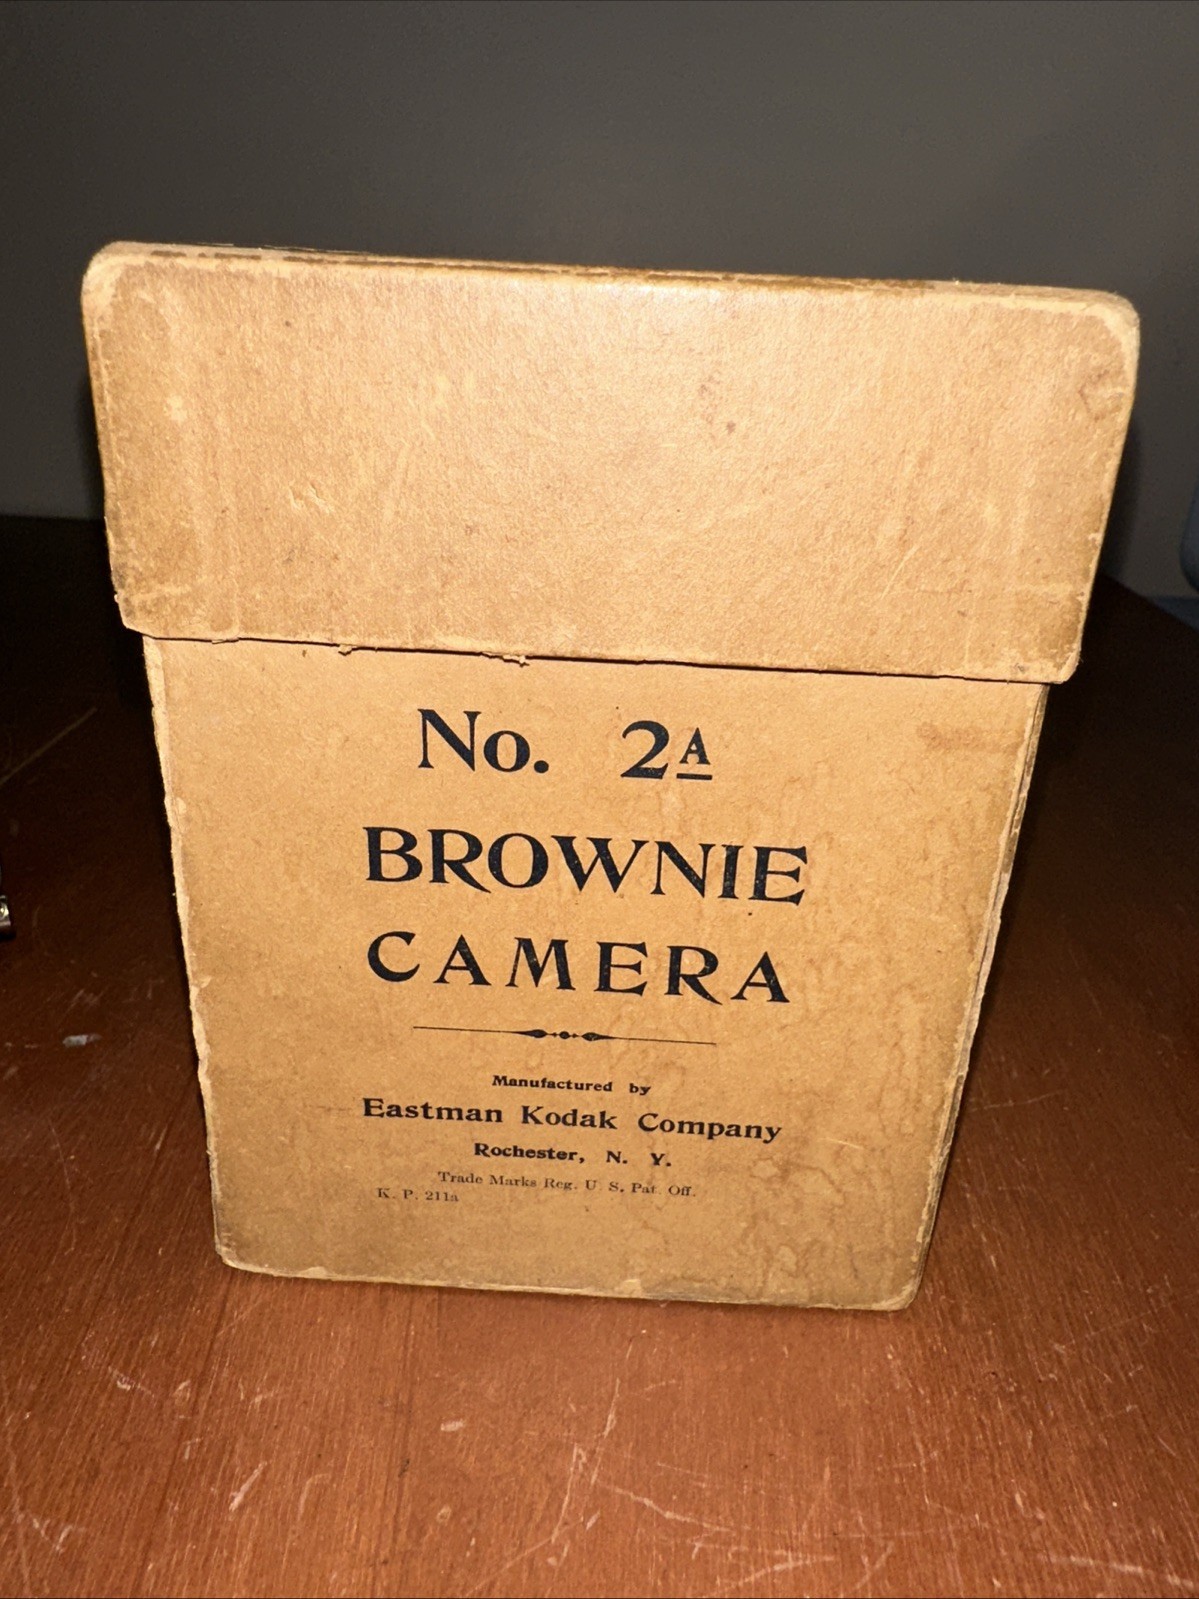 No. 2A
BROWNIE
CAMERA
Manufactured by
Eastman Kodak Company
Rochester, N. Y.
Trade Marks Reg. U. S. Pat. Off.
K. P. 211a